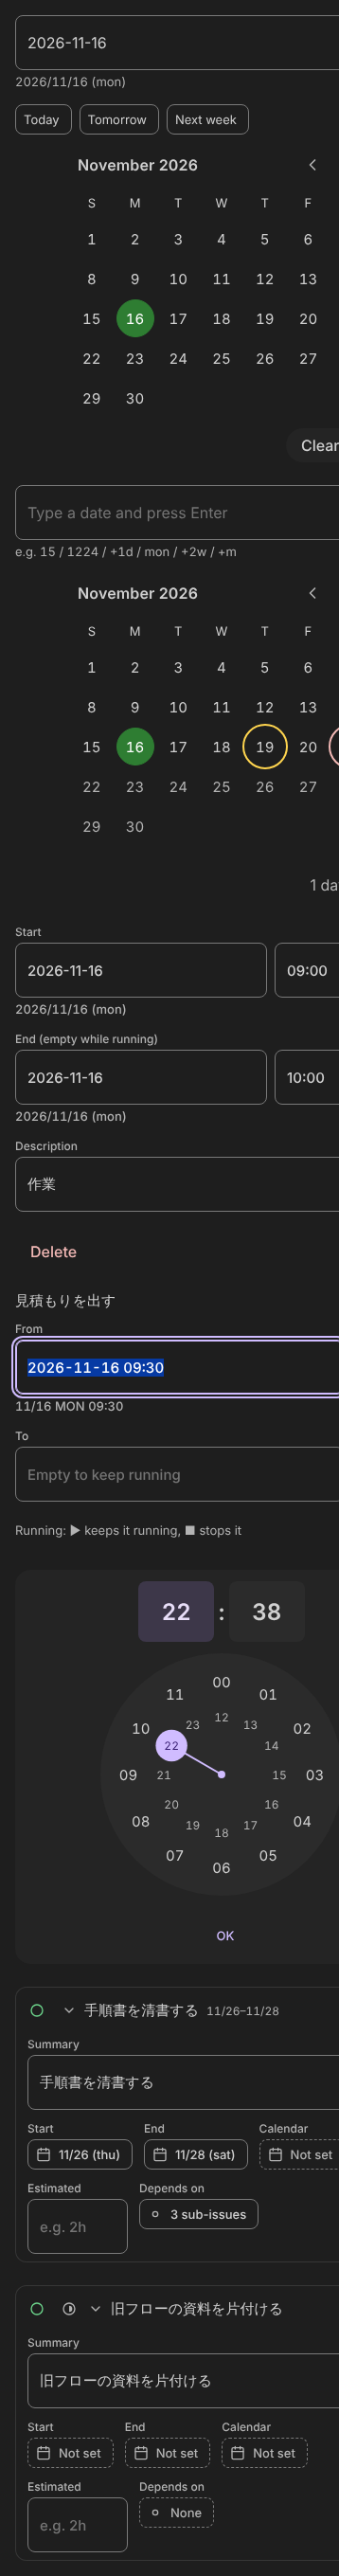 2026-11-16
2026/11/16 (mon)
Today Tomorrow Next week
November 2026
S M T W T F
1 2 3 4 5 6
8 9 10 11 12 13
15 16 17 18 19 20
22 23 24 25 26 27
29 30
Clear
Type a date and press Enter
e.g. 15 / 1224 / +1d / mon / +2w / +m
November 2026
S M T W T F
1 2 3 4 5 6
8 9 10 11 12 13
15 16 17 18 19 20
22 23 24 25 26 27
29 30
1 da
Start
2026-11-16 09:00
2026/11/16 (mon)
End (empty while running)
2026-11-16 10:00
2026/11/16 (mon)
Description
作業
Delete
見積もりを出す
From
2026-11-16 09:30
11/16 MON 09:30
To
Empty to keep running
Running: ▶ keeps it running, ■ stops it
22 : 38
00
11 01
12
23 13
10 02
22 14
09 21 15 03
20 16
08 04
19 17
18
07 05
06
OK
手順書を清書する 11/26–11/28
Summary
手順書を清書する
Start End Calendar
11/26 (thu) 11/28 (sat) Not set
Estimated Depends on
e.g. 2h 3 sub-issues
旧フローの資料を片付ける
Summary
旧フローの資料を片付ける
Start End Calendar
Not set Not set Not set
Estimated Depends on
e.g. 2h None